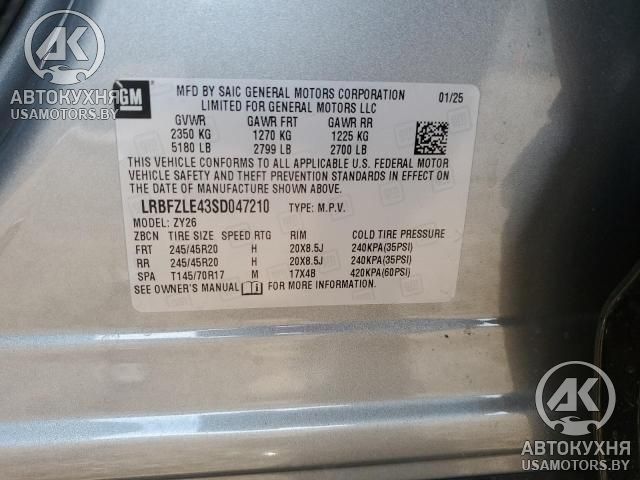 АВТОКУХНЯ
USAMOTORS.BY
GM
MFD BY SAIC GENERAL MOTORS CORPORATION 01/25
LIMITED FOR GENERAL MOTORS LLC
GVWR GAWR FRT GAWR RR
2350 KG 1270 KG 1225 KG
5180 LB 2799 LB 2700 LB
THIS VEHICLE CONFORMS TO ALL APPLICABLE U.S. FEDERAL MOTOR
VEHICLE SAFETY AND THEFT PREVENTION STANDARDS IN EFFECT ON
THE DATE OF MANUFACTURE SHOWN ABOVE.
LRBFZLE43SD047210 TYPE: M.P.V.
MODEL: ZY26
ZBCN TIRE SIZE SPEED RTG RIM COLD TIRE PRESSURE
FRT 245/45R20 H 20X8.5J 240KPA(35PSI)
RR 245/45R20 H 20X8.5J 240KPA(35PSI)
SPA T145/70R17 M 17X4B 420KPA(60PSI)
SEE OWNER'S MANUAL i FOR MORE INFORMATION.
АК
АВТОКУХНЯ
USAMOTORS.BY